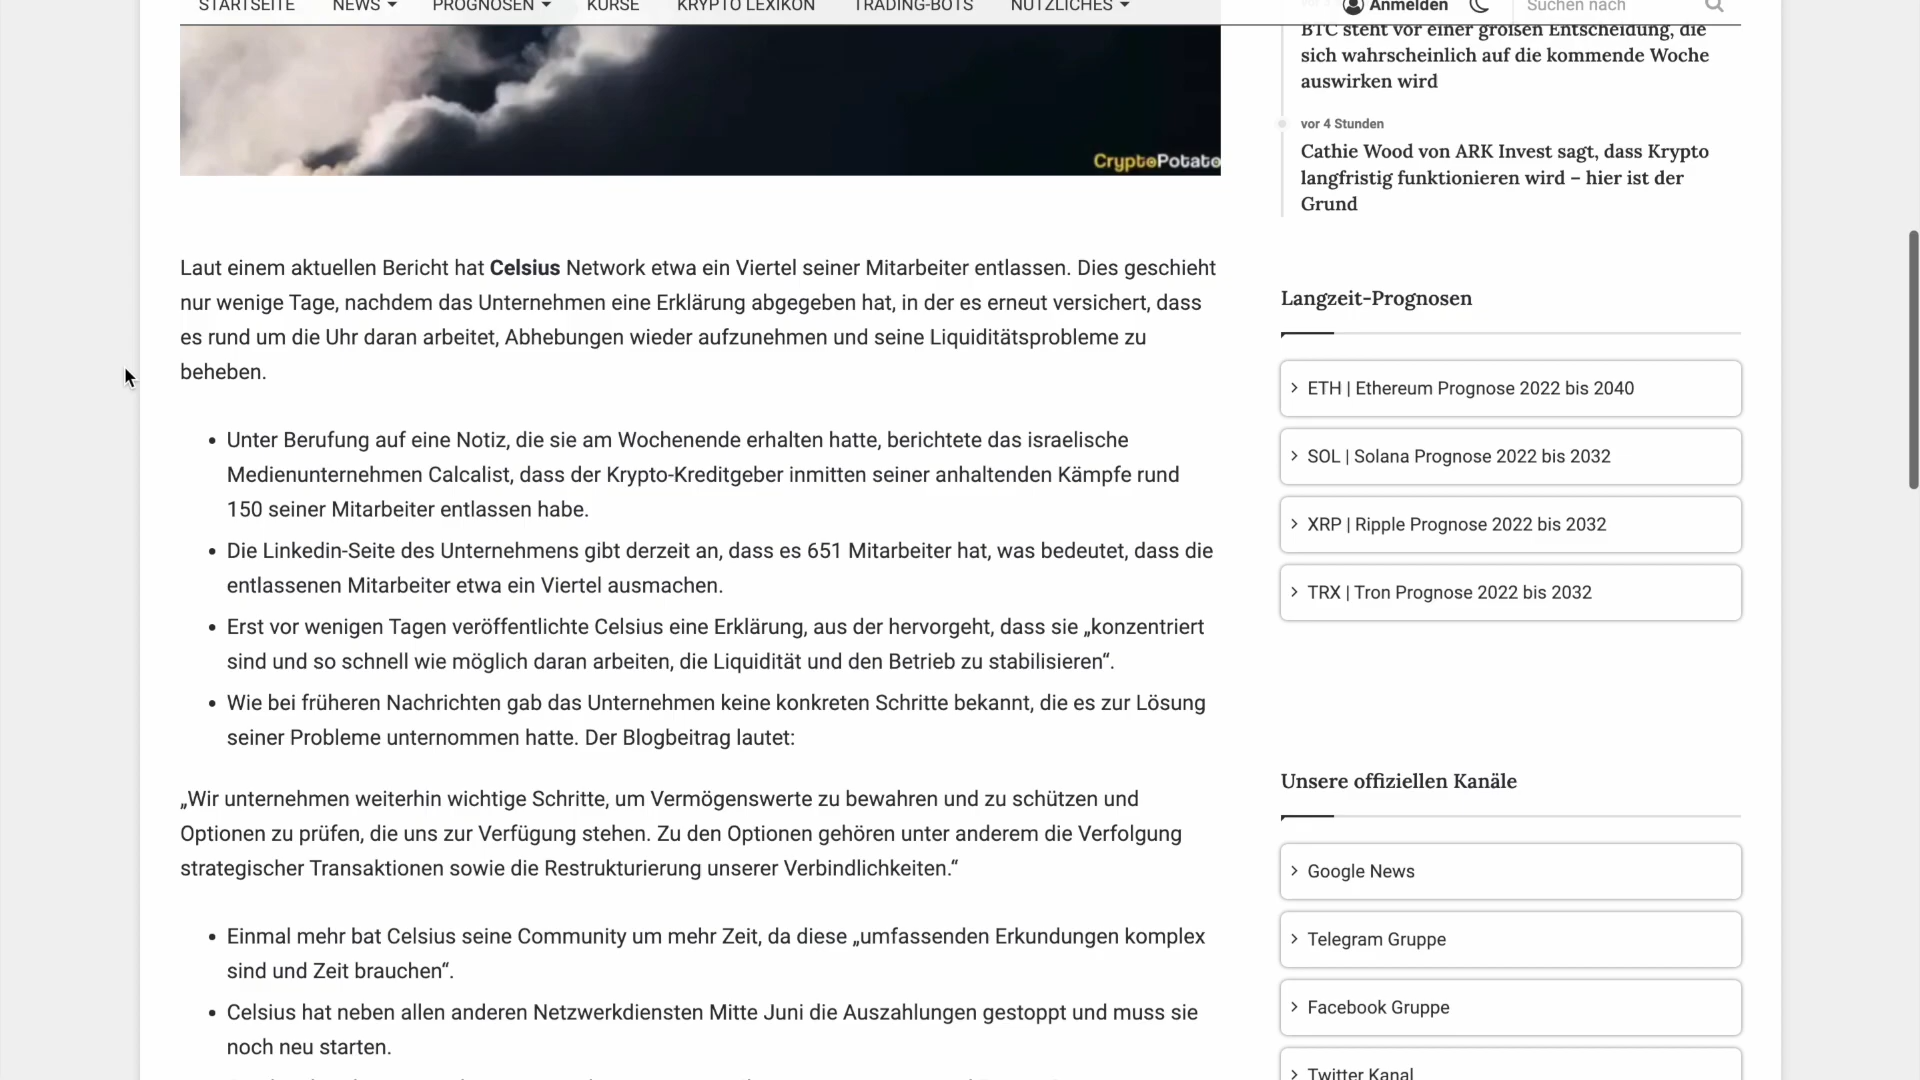 STARTSEITE NEWS PROGNOSEN KURSE KRYPTO LEXIKON TRADING-BOTS NÜTZLICHES Anmelden Suchen nach
CryptoPotato
Laut einem aktuellen Bericht hat Celsius Network etwa ein Viertel seiner Mitarbeiter entlassen. Dies geschieht
nur wenige Tage, nachdem das Unternehmen eine Erklärung abgegeben hat, in der es erneut versichert, dass
es rund um die Uhr daran arbeitet, Abhebungen wieder aufzunehmen und seine Liquiditätsprobleme zu
beheben.
• Unter Berufung auf eine Notiz, die sie am Wochenende erhalten hatte, berichtete das israelische
Medienunternehmen Calcalist, dass der Krypto-Kreditgeber inmitten seiner anhaltenden Kämpfe rund
150 seiner Mitarbeiter entlassen habe.
• Die Linkedin-Seite des Unternehmens gibt derzeit an, dass es 651 Mitarbeiter hat, was bedeutet, dass die
entlassenen Mitarbeiter etwa ein Viertel ausmachen.
• Erst vor wenigen Tagen veröffentlichte Celsius eine Erklärung, aus der hervorgeht, dass sie „konzentriert
sind und so schnell wie möglich daran arbeiten, die Liquidität und den Betrieb zu stabilisieren“.
• Wie bei früheren Nachrichten gab das Unternehmen keine konkreten Schritte bekannt, die es zur Lösung
seiner Probleme unternommen hatte. Der Blogbeitrag lautet:
„Wir unternehmen weiterhin wichtige Schritte, um Vermögenswerte zu bewahren und zu schützen und
Optionen zu prüfen, die uns zur Verfügung stehen. Zu den Optionen gehören unter anderem die Verfolgung
strategischer Transaktionen sowie die Restrukturierung unserer Verbindlichkeiten.“
• Einmal mehr bat Celsius seine Community um mehr Zeit, da diese „umfassenden Erkundungen komplex
sind und Zeit brauchen“.
• Celsius hat neben allen anderen Netzwerkdiensten Mitte Juni die Auszahlungen gestoppt und muss sie
noch neu starten.
BTC steht vor einer großen Entscheidung, die
sich wahrscheinlich auf die kommende Woche
auswirken wird
vor 4 Stunden
Cathie Wood von ARK Invest sagt, dass Krypto
langfristig funktionieren wird – hier ist der
Grund
Langzeit-Prognosen
ETH | Ethereum Prognose 2022 bis 2040
SOL | Solana Prognose 2022 bis 2032
XRP | Ripple Prognose 2022 bis 2032
TRX | Tron Prognose 2022 bis 2032
Unsere offiziellen Kanäle
Google News
Telegram Gruppe
Facebook Gruppe
Twitter Kanal